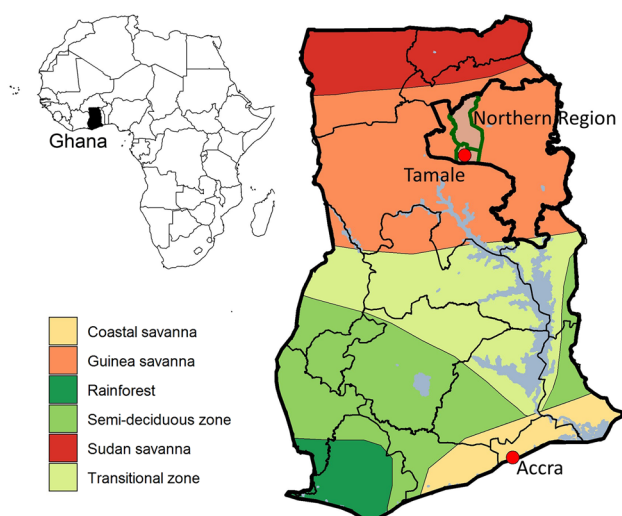 Ghana
Northern Region
Tamale
Coastal savanna
Guinea savanna
Rainforest
Semi-deciduous zone
Sudan savanna
Transitional zone
Accra